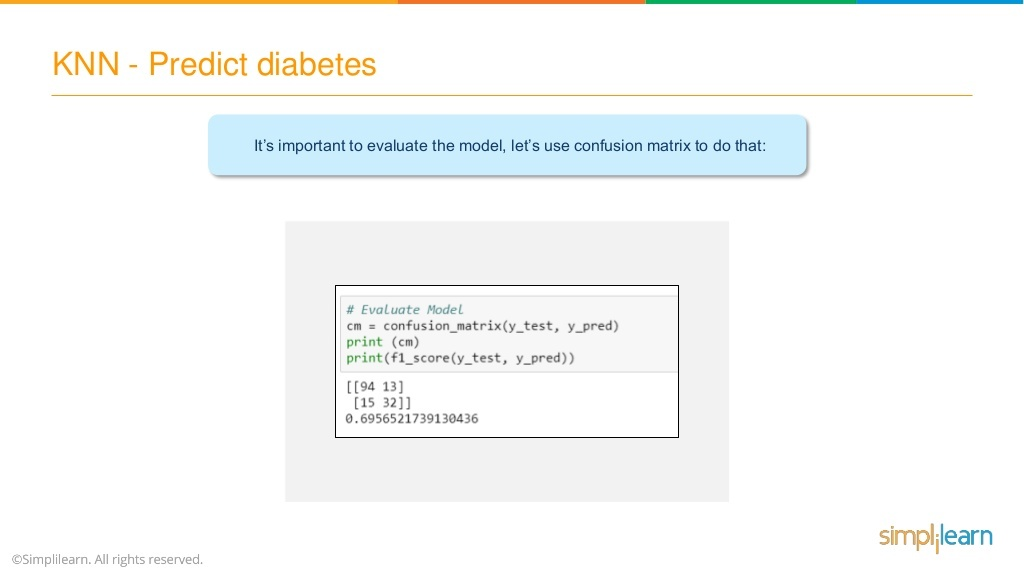 KNN - Predict diabetes
It’s important to evaluate the model, let’s use confusion matrix to do that:
# Evaluate Model
cm = confusion_matrix(y_test, y_pred)
print (cm)
print(f1_score(y_test, y_pred))
[[94 13]
 [15 32]]
0.6956521739130436
simplilearn
©Simplilearn. All rights reserved.